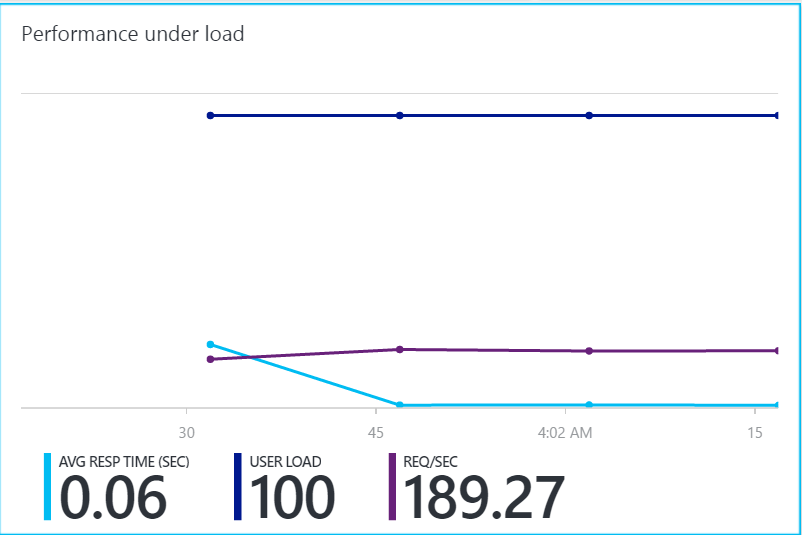 Performance under load
30 45 4:02 AM 15
AVG RESP TIME (SEC) USER LOAD REQ/SEC
0.06 100 189.27